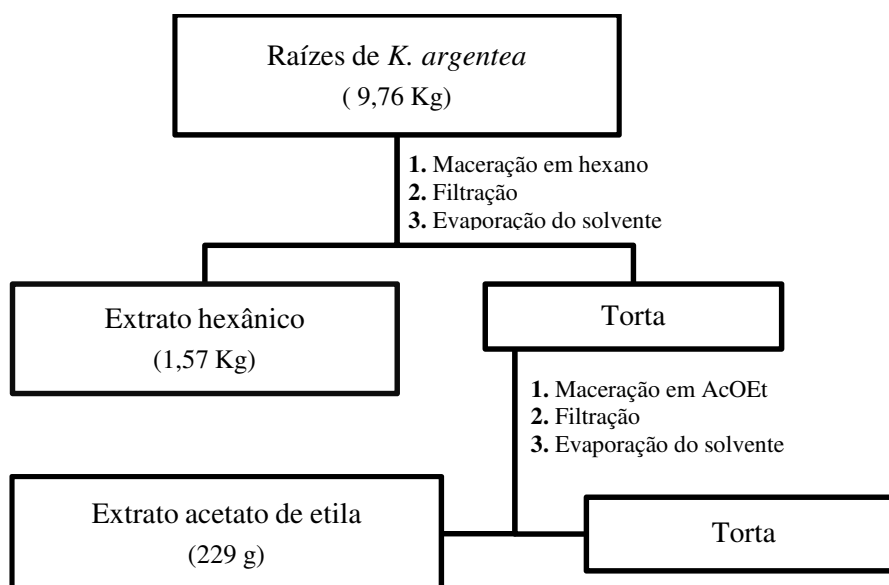 Raízes de K. argentea
( 9,76 Kg)
1. Maceração em hexano
2. Filtração
3. Evaporação do solvente
Extrato hexânico
(1,57 Kg)
Torta
1. Maceração em AcOEt
2. Filtração
3. Evaporação do solvente
Extrato acetato de etila
(229 g)
Torta